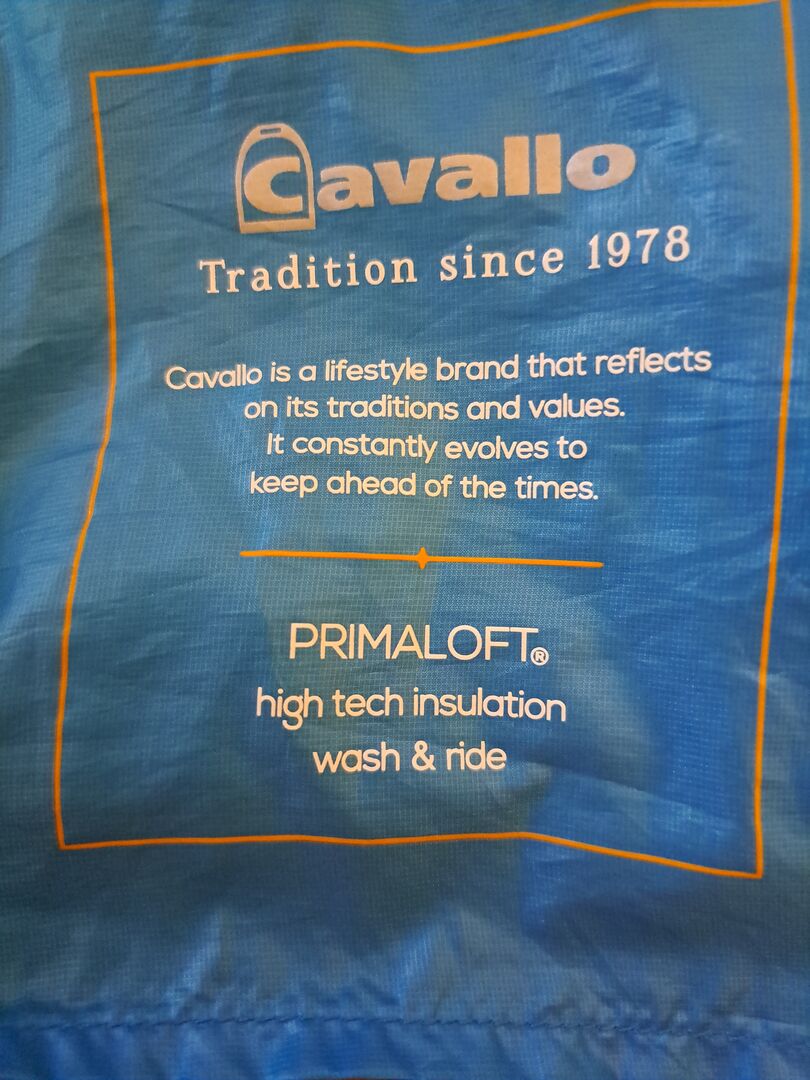 Cavallo
Tradition since 1978
Cavallo is a lifestyle brand that reflects
on its traditions and values.
It constantly evolves to
keep ahead of the times.
PRIMALOFT®
high tech insulation
wash & ride